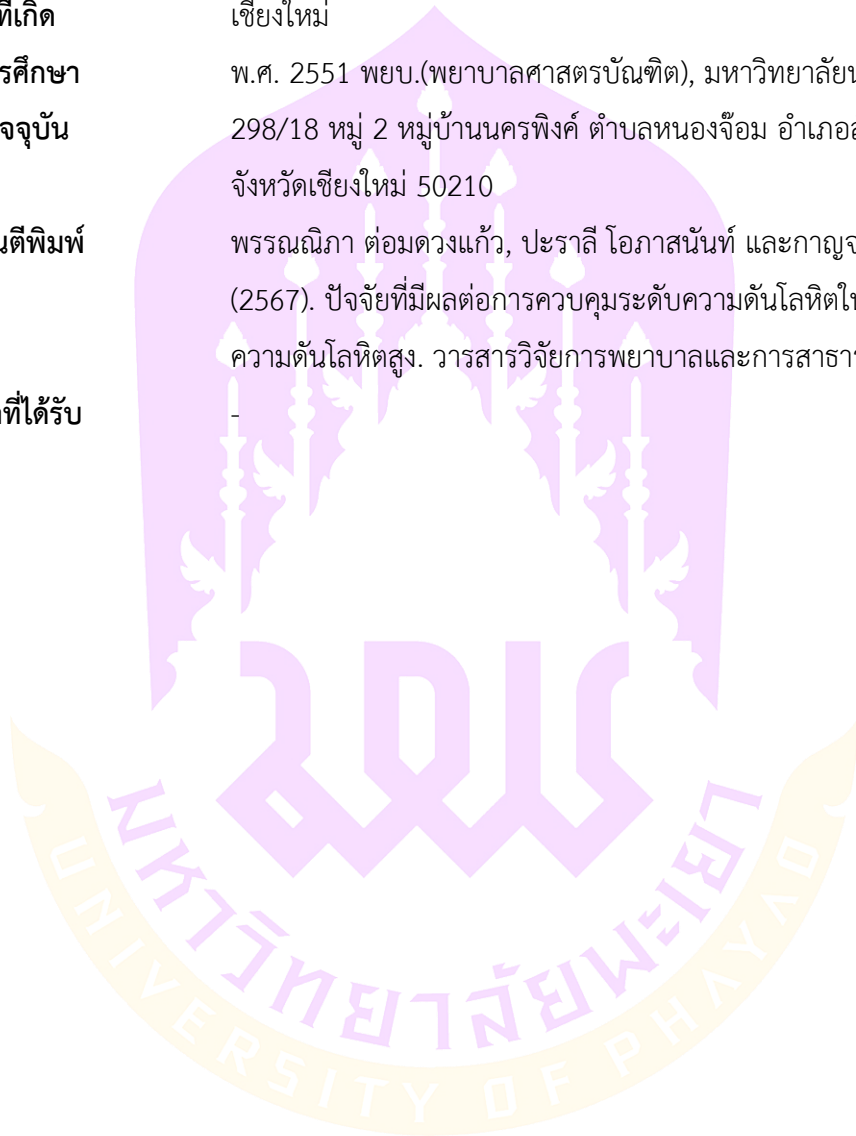 ที่เกิด เชียงใหม่
รศึกษา พ.ศ. 2551 พยบ.(พยาบาลศาสตรบัณฑิต), มหาวิทยาลัย
จจุบัน 298/18 หมู่ 2 หมู่บ้านนครพิงค์ ตำบลหนองจ๊อม อำเภอ
จังหวัดเชียงใหม่ 50210
นตีพิมพ์ พรรณณิภา ต่อมดวงแก้ว, ปะราลี โอภาสนันท์ และกาญจ
(2567). ปัจจัยที่มีผลต่อการควบคุมระดับความดันโลหิตใ
ความดันโลหิตสูง. วารสารวิจัยการพยาบาลและการสาธาร
ที่ได้รับ -
มหาวิทยาลัยพะเยา
UNIVERSITY OF PHAYAO